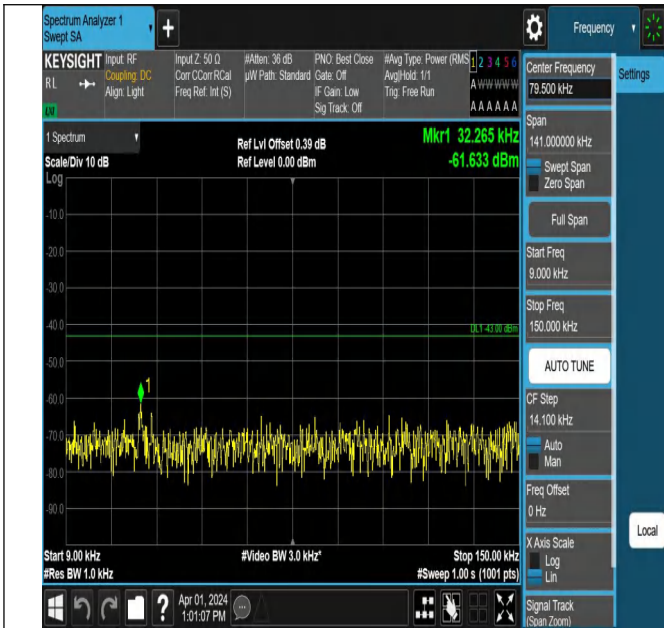 Spectrum Analyzer 1
Swept SA
+
Frequency
KEYSIGHT
RL
LXI
Input: RF
Coupling: DC
Align: Light
Input Z: 50 Ω
Corr CCorr RCal
Freq Ref: Int (S)
#Atten: 36 dB
µW Path: Standard
PNO: Best Close
Gate: Off
IF Gain: Low
Sig Track: Off
#Avg Type: Power (RMS
Avg|Hold: 1/1
Trig: Free Run
1 2 3 4 5 6
A W W W W W
A A A A A A
1 Spectrum
Scale/Div 10 dB
Ref Lvl Offset 0.39 dB
Ref Level 0.00 dBm
Mkr1 32.265 kHz
-61.633 dBm
Log
-10.0
-20.0
-30.0
-40.0
DL1 -43.00 dBm
-50.0
1
-60.0
-70.0
-80.0
-90.0
Start 9.00 kHz
#Res BW 1.0 kHz
#Video BW 3.0 kHz*
Stop 150.00 kHz
#Sweep 1.00 s (1001 pts)
Apr 01, 2024
1:01:07 PM
?
Center Frequency
79.500 kHz
Settings
Span
141.000000 kHz
Swept Span
Zero Span
Full Span
Start Freq
9.000 kHz
Stop Freq
150.000 kHz
AUTO TUNE
CF Step
14.100 kHz
Auto
Man
Freq Offset
0 Hz
X Axis Scale
Log
Lin
Local
Signal Track
(Span Zoom)